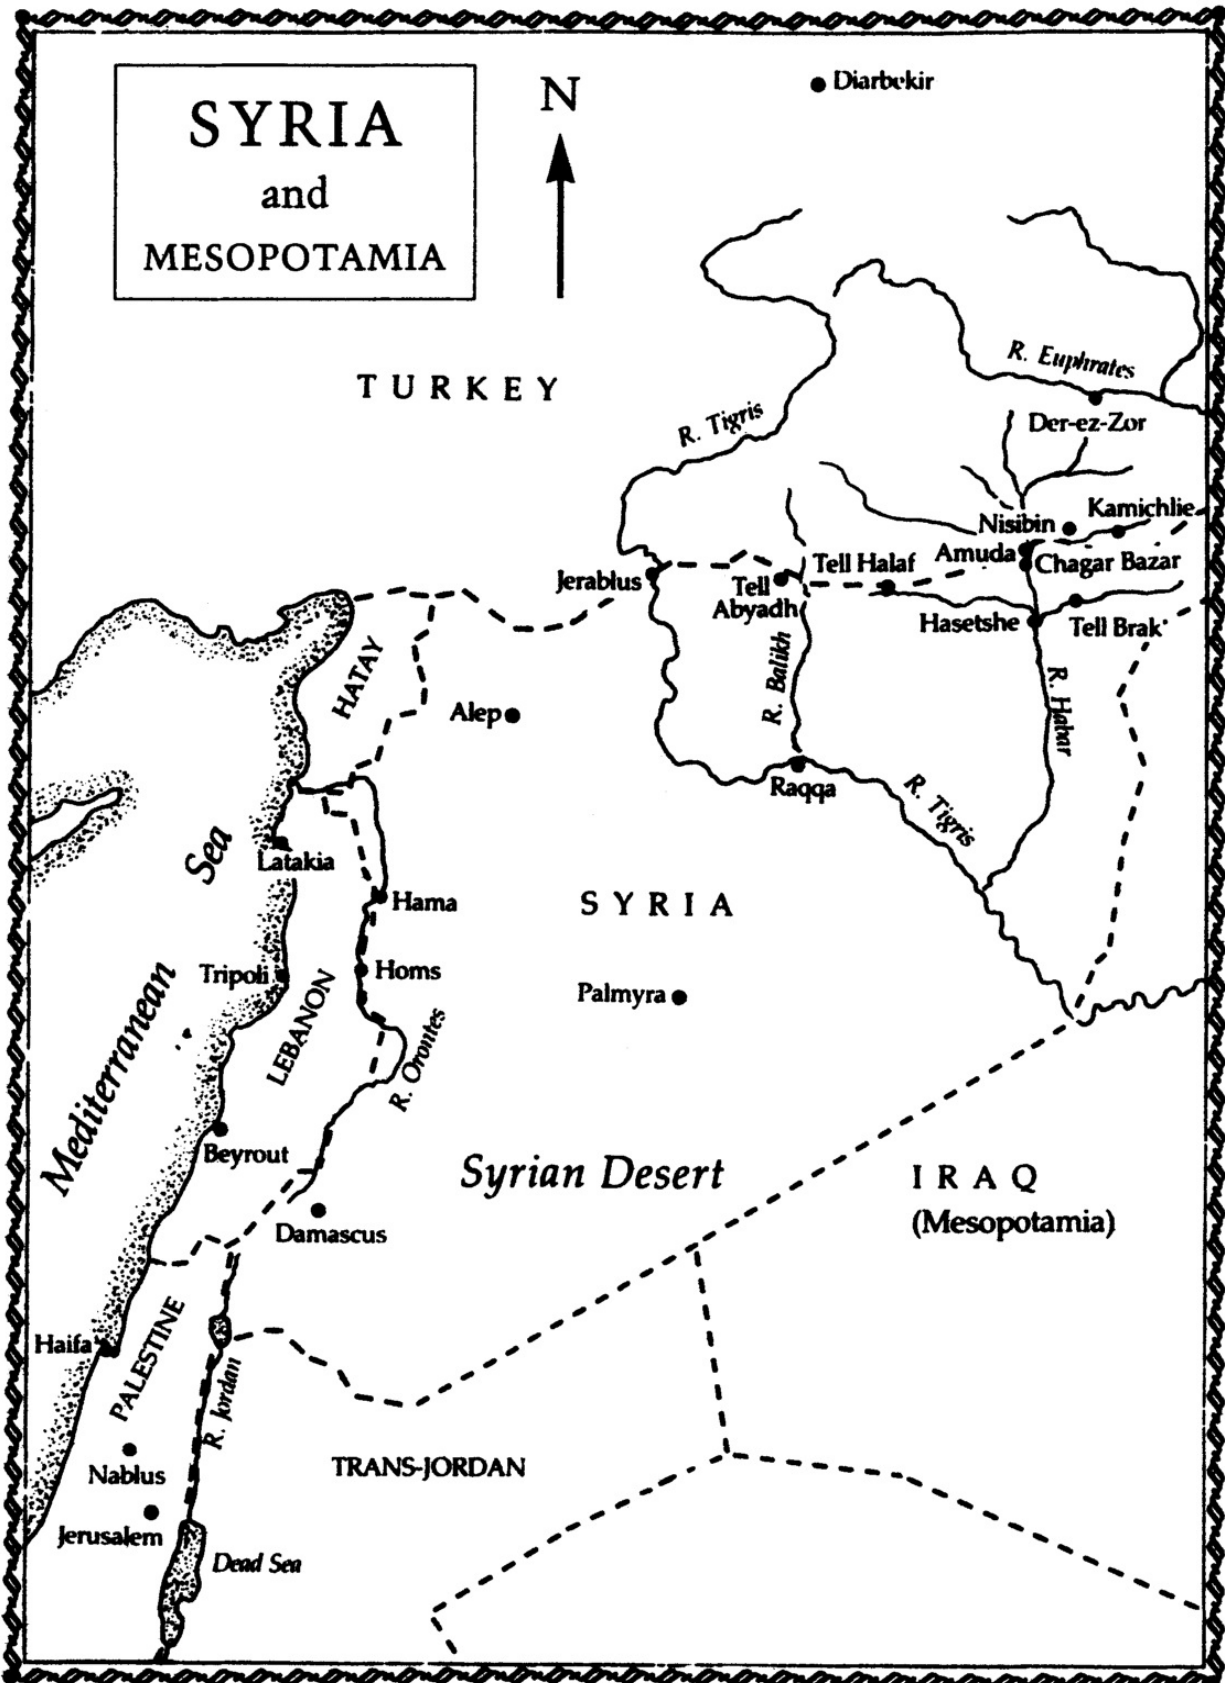 SYRIA
and
MESOPOTAMIA
N
Diarbekir
TURKEY
R. Euphrates
R. Tigris
Der-ez-Zor
Kamichlie
Nisibin
Amuda
Chagar Bazar
Tell Halaf
Jerablus
Tell
Abyadh
Hasetshe
Tell Brak
HATAY
R. Balikh
R. Habur
Alep
Raqqa
R. Tigris
Sea
Latakia
Hama
SYRIA
Tripoli
Homs
Palmyra
LEBANON
Mediterranean
R. Orontes
Beyrout
Syrian Desert
IRAQ
(Mesopotamia)
Damascus
Haifa
PALESTINE
R. Jordan
Nablus
TRANS-JORDAN
Jerusalem
Dead Sea